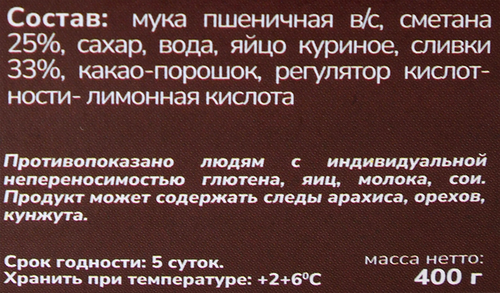 Состав: мука пшеничная в/с, сметана
25%, сахар, вода, яйцо куриное, сливки
33%, какао-порошок, регулятор кислот-
ности- лимонная кислота
Противопоказано людям с индивидуальной
непереносимостью глютена, яиц, молока, сои.
Продукт может содержать следы арахиса, орехов,
кунжута.
Срок годности: 5 суток.
Хранить при температуре: +2+6⁰С
масса нетто:
400 г